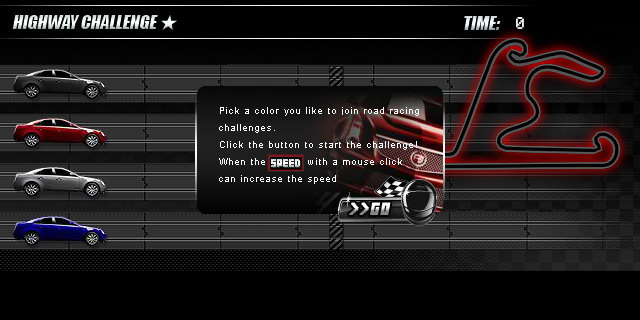 HIGHWAY CHALLENGE ★
TIME: 0
Pick a color you like to join road racing
challenges.
Click the button to start the challenge!
When the SPEED with a mouse click
can increase the speed
>>GO